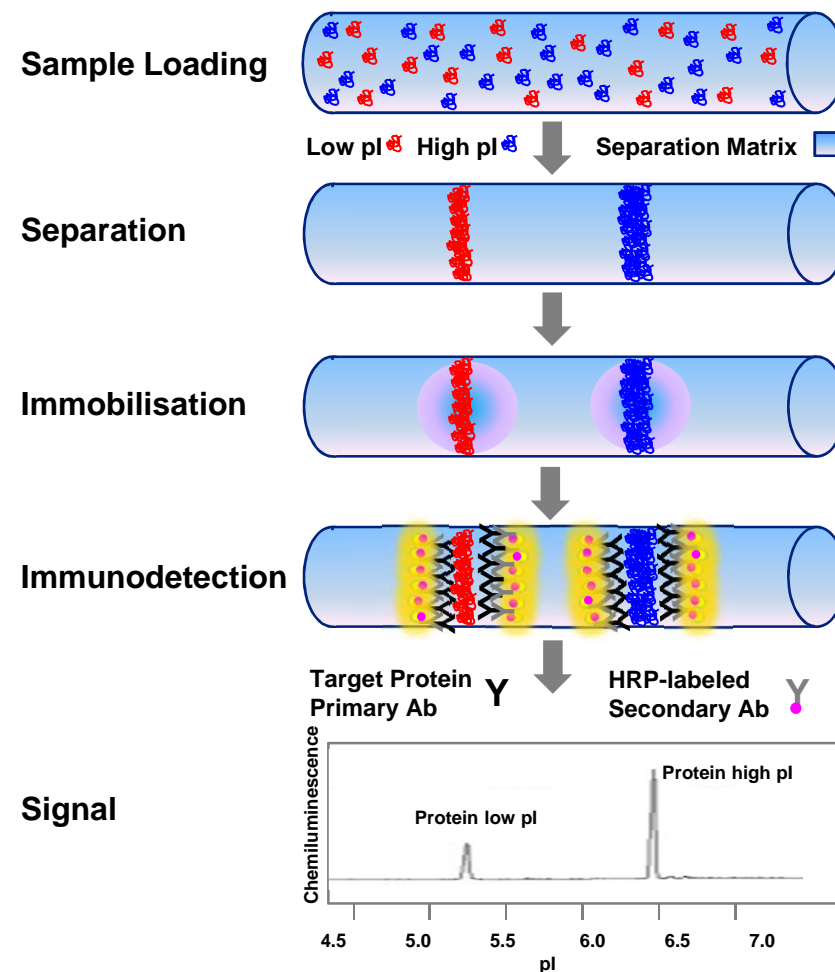 Sample Loading
Low pI High pI Separation Matrix
Separation
Immobilisation
Immunodetection
Target Protein
Primary Ab
HRP-labeled
Secondary Ab
Signal
Chemiluminescence
Protein high pI
Protein low pI
4.5 5.0 5.5 6.0 6.5 7.0
pI